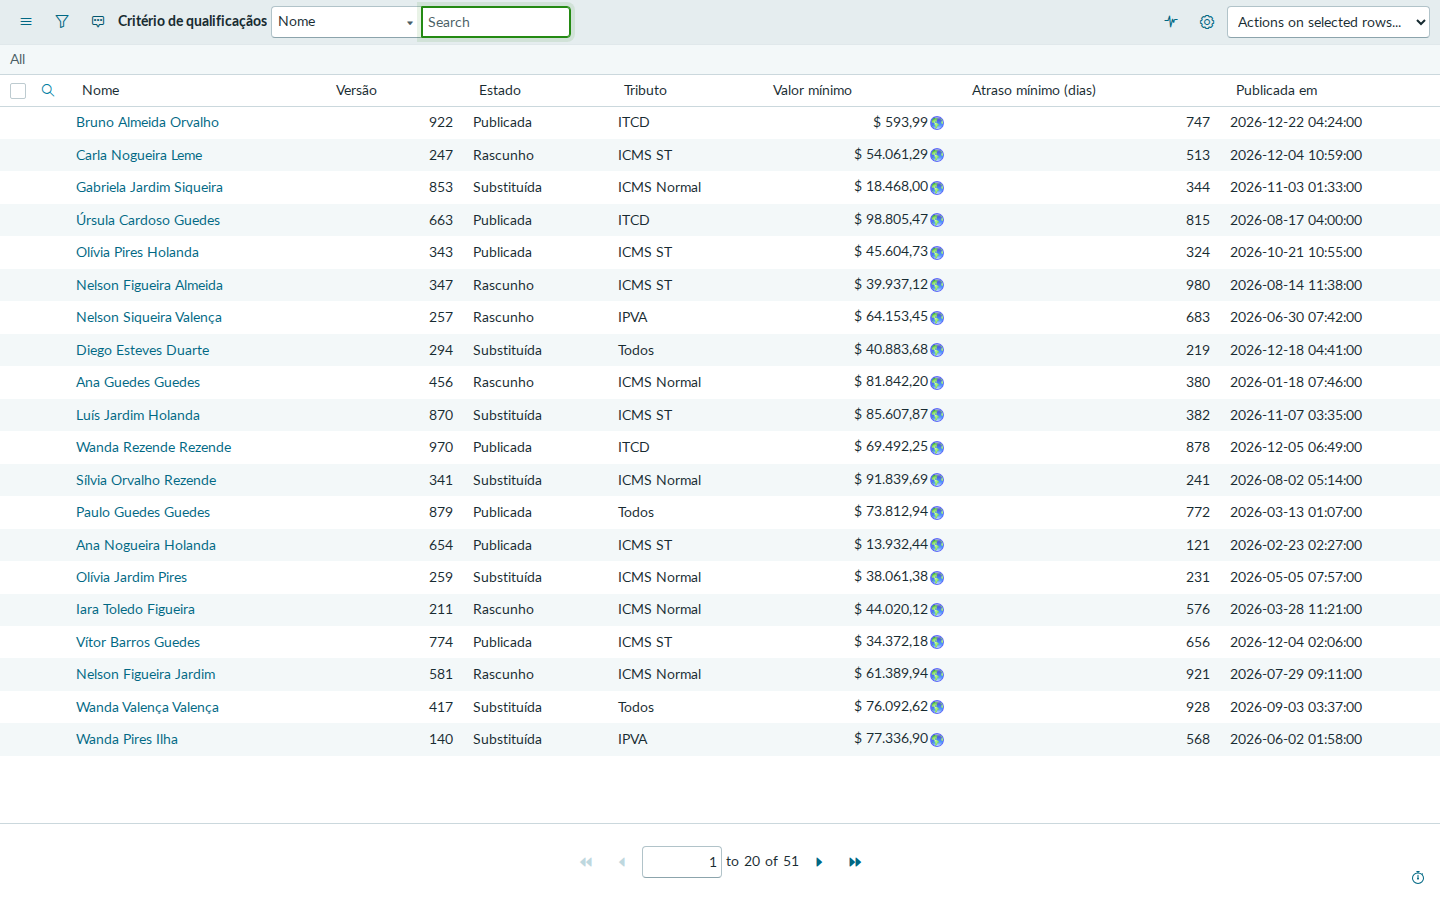 Critério de qualificaçãos Nome Search Actions on selected rows...
All
Nome Versão Estado Tributo Valor mínimo Atraso mínimo (dias) Publicada em
Bruno Almeida Orvalho 922 Publicada ITCD $ 593,99 747 2026-12-22 04:24:00
Carla Nogueira Leme 247 Rascunho ICMS ST $ 54.061,29 513 2026-12-04 10:59:00
Gabriela Jardim Siqueira 853 Substituída ICMS Normal $ 18.468,00 344 2026-11-03 01:33:00
Úrsula Cardoso Guedes 663 Publicada ITCD $ 98.805,47 815 2026-08-17 04:00:00
Olívia Pires Holanda 343 Publicada ICMS ST $ 45.604,73 324 2026-10-21 10:55:00
Nelson Figueira Almeida 347 Rascunho ICMS ST $ 39.937,12 980 2026-08-14 11:38:00
Nelson Siqueira Valença 257 Rascunho IPVA $ 64.153,45 683 2026-06-30 07:42:00
Diego Esteves Duarte 294 Substituída Todos $ 40.883,68 219 2026-12-18 04:41:00
Ana Guedes Guedes 456 Rascunho ICMS Normal $ 81.842,20 380 2026-01-18 07:46:00
Luís Jardim Holanda 870 Substituída ICMS ST $ 85.607,87 382 2026-11-07 03:35:00
Wanda Rezende Rezende 970 Publicada ITCD $ 69.492,25 878 2026-12-05 06:49:00
Sílvia Orvalho Rezende 341 Substituída ICMS Normal $ 91.839,69 241 2026-08-02 05:14:00
Paulo Guedes Guedes 879 Publicada Todos $ 73.812,94 772 2026-03-13 01:07:00
Ana Nogueira Holanda 654 Publicada ICMS ST $ 13.932,44 121 2026-02-23 02:27:00
Olívia Jardim Pires 259 Substituída ICMS Normal $ 38.061,38 231 2026-05-05 07:57:00
Iara Toledo Figueira 211 Rascunho ICMS Normal $ 44.020,12 576 2026-03-28 11:21:00
Vítor Barros Guedes 774 Publicada ICMS ST $ 34.372,18 656 2026-12-04 02:06:00
Nelson Figueira Jardim 581 Rascunho ICMS Normal $ 61.389,94 921 2026-07-29 09:11:00
Wanda Valença Valença 417 Substituída Todos $ 76.092,62 928 2026-09-03 03:37:00
Wanda Pires Ilha 140 Substituída IPVA $ 77.336,90 568 2026-06-02 01:58:00
1 to 20 of 51